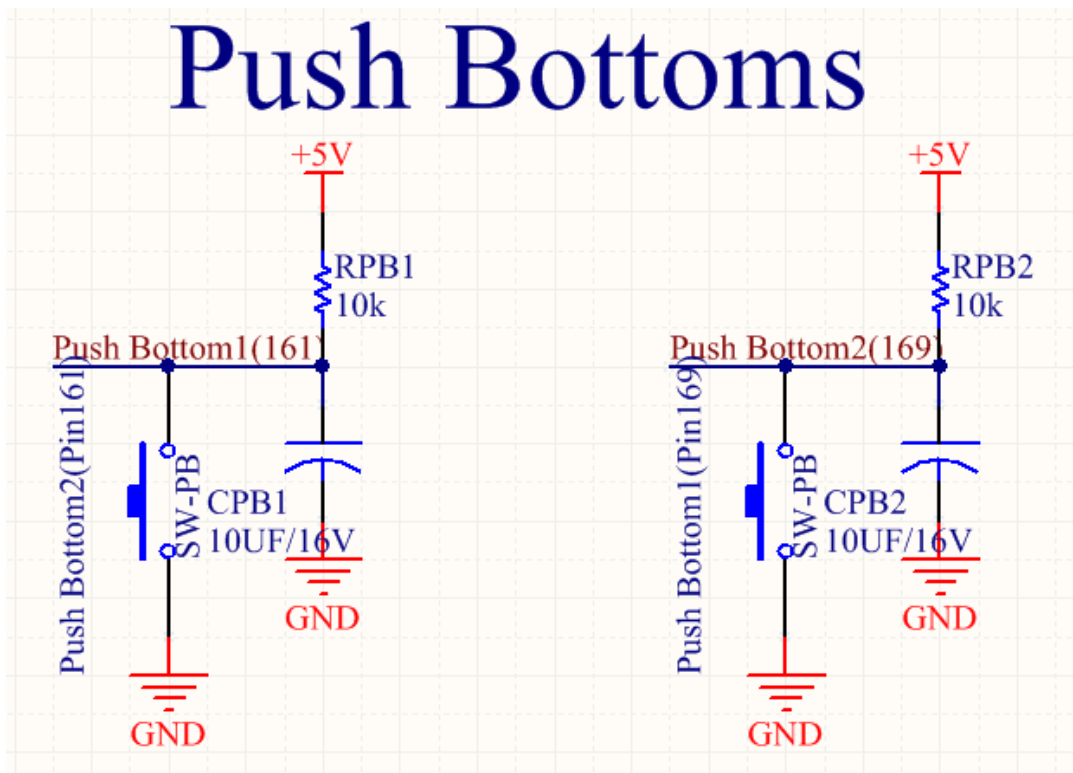 Push Bottoms
+5V
RPB1
10k
Push Bottom1(161)
Push Bottom2(Pin161)
SW-PB
CPB1
10UF/16V
GND
GND
+5V
RPB2
10k
Push Bottom2(169)
Push Bottom1(Pin169)
SW-PB
CPB2
10UF/16V
GND
GND